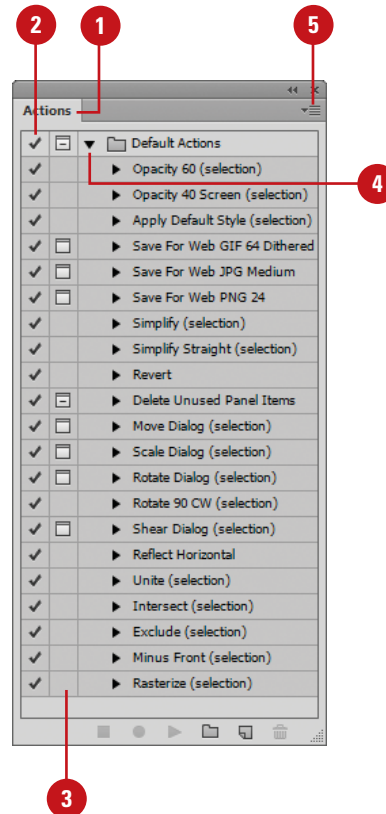 2 1 5
Actions
Default Actions
4
Opacity 60 (selection)
Opacity 40 Screen (selection)
Apply Default Style (selection)
Save For Web GIF 64 Dithered
Save For Web JPG Medium
Save For Web PNG 24
Simplify (selection)
Simplify Straight (selection)
Revert
Delete Unused Panel Items
Move Dialog (selection)
Scale Dialog (selection)
Rotate Dialog (selection)
Rotate 90 CW (selection)
Shear Dialog (selection)
Reflect Horizontal
Unite (selection)
Intersect (selection)
Exclude (selection)
Minus Front (selection)
Rasterize (selection)
3